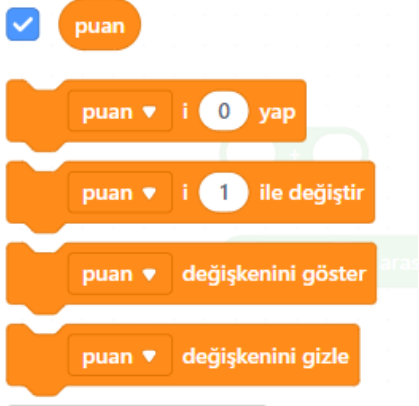 puan
puan i 0 yap
puan i 1 ile değiştir
puan değişkenini göster
puan değişkenini gizle